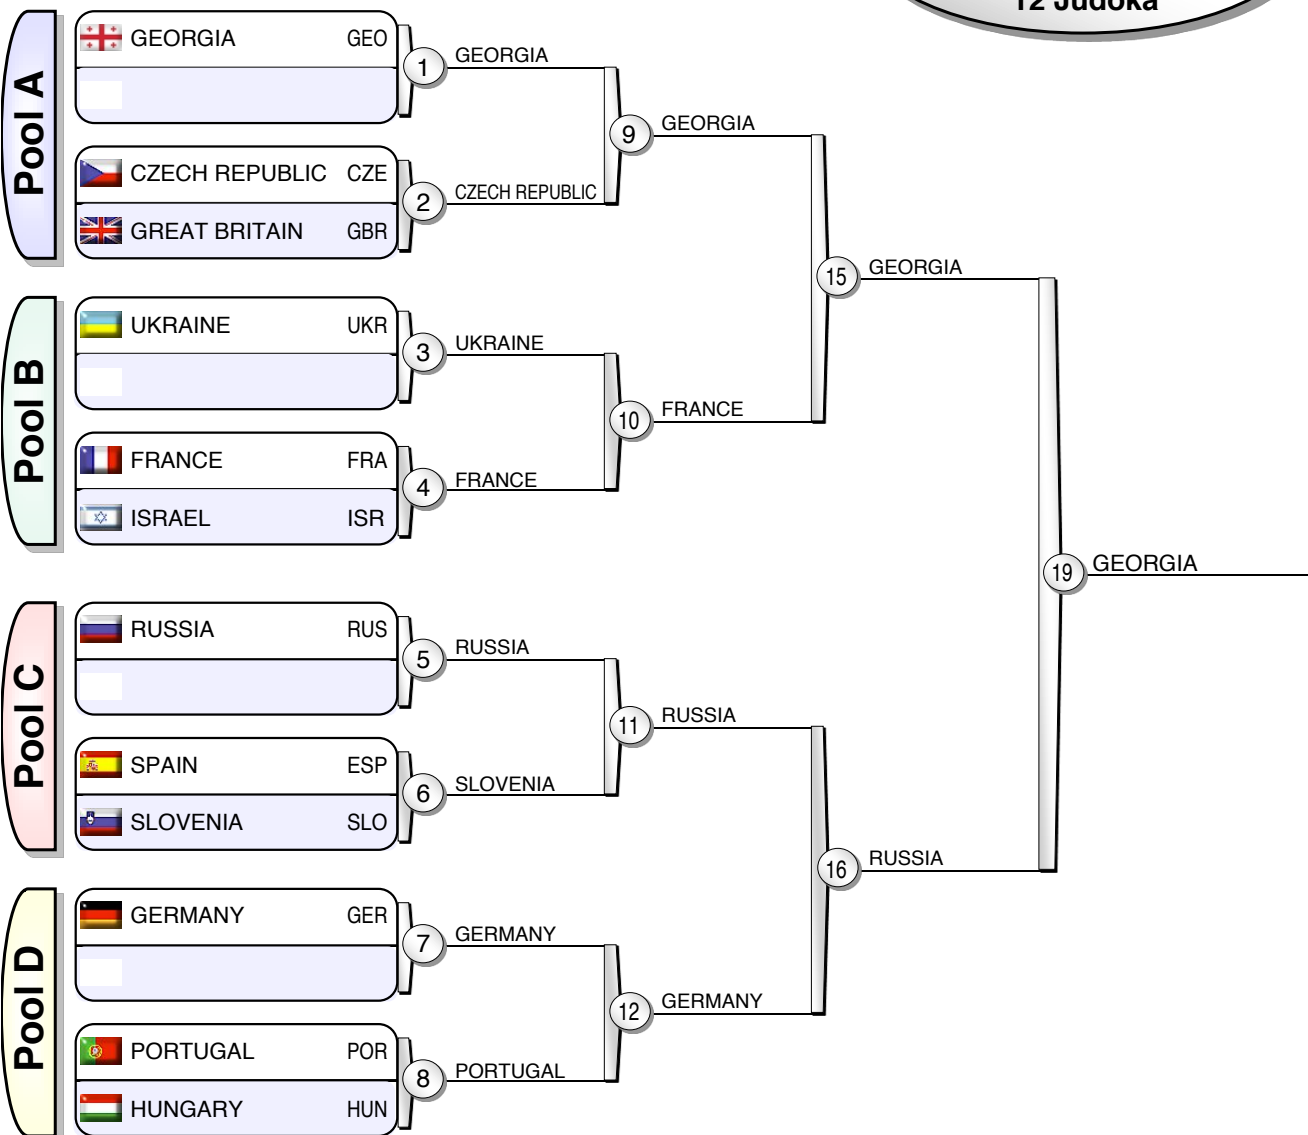 12 Judoka
Pool A
GEORGIA GEO
1
GEORGIA
CZECH REPUBLIC CZE
GREAT BRITAIN GBR
2
CZECH REPUBLIC
9
GEORGIA
Pool B
UKRAINE UKR
3
UKRAINE
FRANCE FRA
ISRAEL ISR
4
FRANCE
10
FRANCE
15
GEORGIA
Pool C
RUSSIA RUS
5
RUSSIA
SPAIN ESP
SLOVENIA SLO
6
SLOVENIA
11
RUSSIA
Pool D
GERMANY GER
7
GERMANY
PORTUGAL POR
HUNGARY HUN
8
PORTUGAL
12
GERMANY
16
RUSSIA
19
GEORGIA